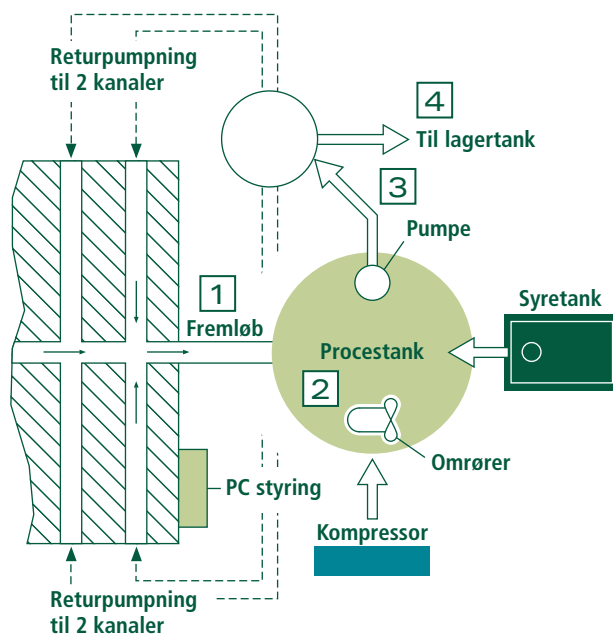 Returpumpning
til 2 kanaler
4
Til lagertank
3
Pumpe
1
Fremløb
Syretank
Procestank
2
Omrører
PC styring
Kompressor
Returpumpning
til 2 kanaler